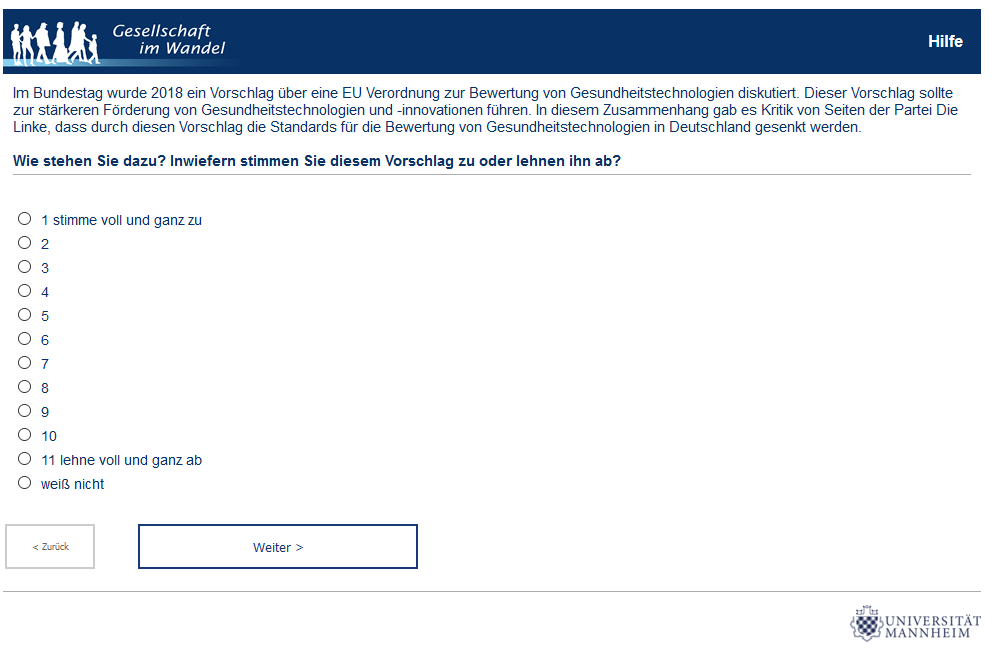 Gesellschaft
im Wandel
Hilfe
Im Bundestag wurde 2018 ein Vorschlag über eine EU Verordnung zur Bewertung von Gesundheitstechnologien diskutiert. Dieser Vorschlag sollte
zur stärkeren Förderung von Gesundheitstechnologien und -innovationen führen. In diesem Zusammenhang gab es Kritik von Seiten der Partei Die
Linke, dass durch diesen Vorschlag die Standards für die Bewertung von Gesundheitstechnologien in Deutschland gesenkt werden.
Wie stehen Sie dazu? Inwiefern stimmen Sie diesem Vorschlag zu oder lehnen ihn ab?
1 stimme voll und ganz zu
2
3
4
5
6
7
8
9
10
11 lehne voll und ganz ab
weiß nicht
< Zurück
Weiter >
UNIVERSITÄT
MANNHEIM